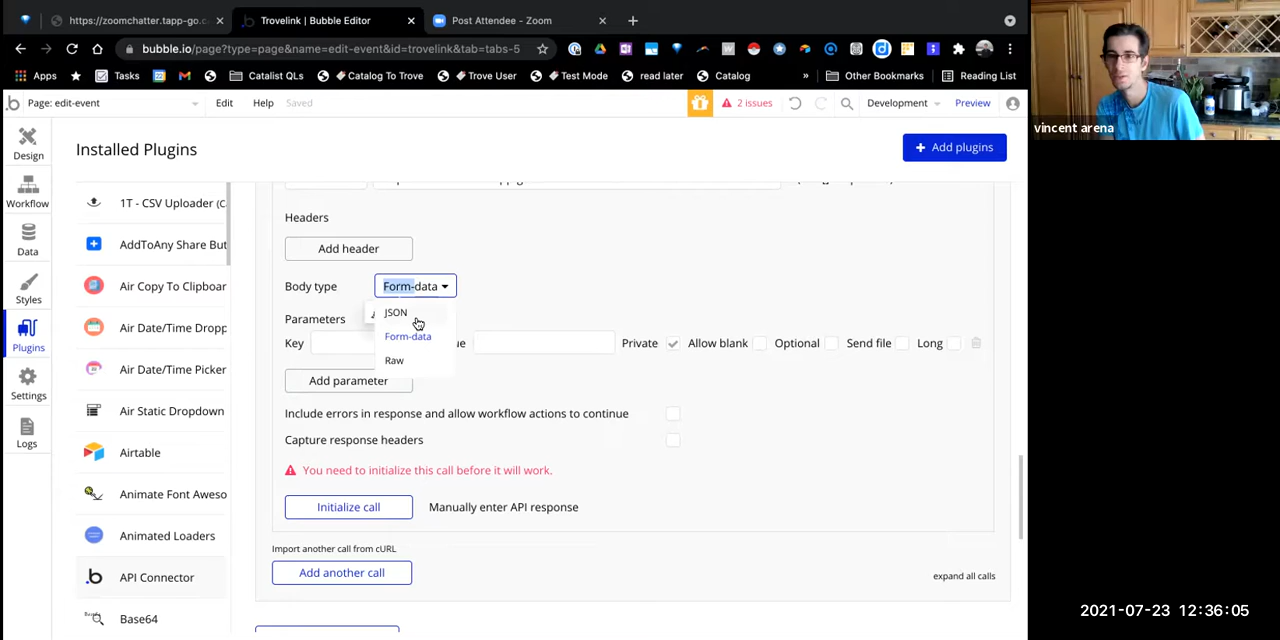 https://zoomchatter.tapp-go.c
Trovelink | Bubble Editor
Post Attendee - Zoom
bubble.io/page?type=page&name=edit-event&id=trovelink&tab=tabs-5
Apps
Tasks
Catalist QLs
Catalog To Trove
Trove User
Test Mode
read later
Catalog
»
Other Bookmarks
Reading List
Page: edit-event
Edit
Help
Saved
2 issues
Development
Preview
vincent arena
Design
Workflow
Data
Styles
Plugins
Settings
Logs
Installed Plugins
+ Add plugins
1T - CSV Uploader (C
AddToAny Share But
Air Copy To Clipboar
Air Date/Time Dropp
Air Date/Time Picker
Air Static Dropdown
Airtable
Animate Font Aweso
Animated Loaders
API Connector
Base64
Headers
Add header
Body type
Form-data
JSON
Form-data
Raw
Parameters
Key
ue
Private
Allow blank
Optional
Send file
Long
Add parameter
Include errors in response and allow workflow actions to continue
Capture response headers
You need to initialize this call before it will work.
Initialize call
Manually enter API response
Import another call from cURL
Add another call
expand all calls
2021-07-23 12:36:05